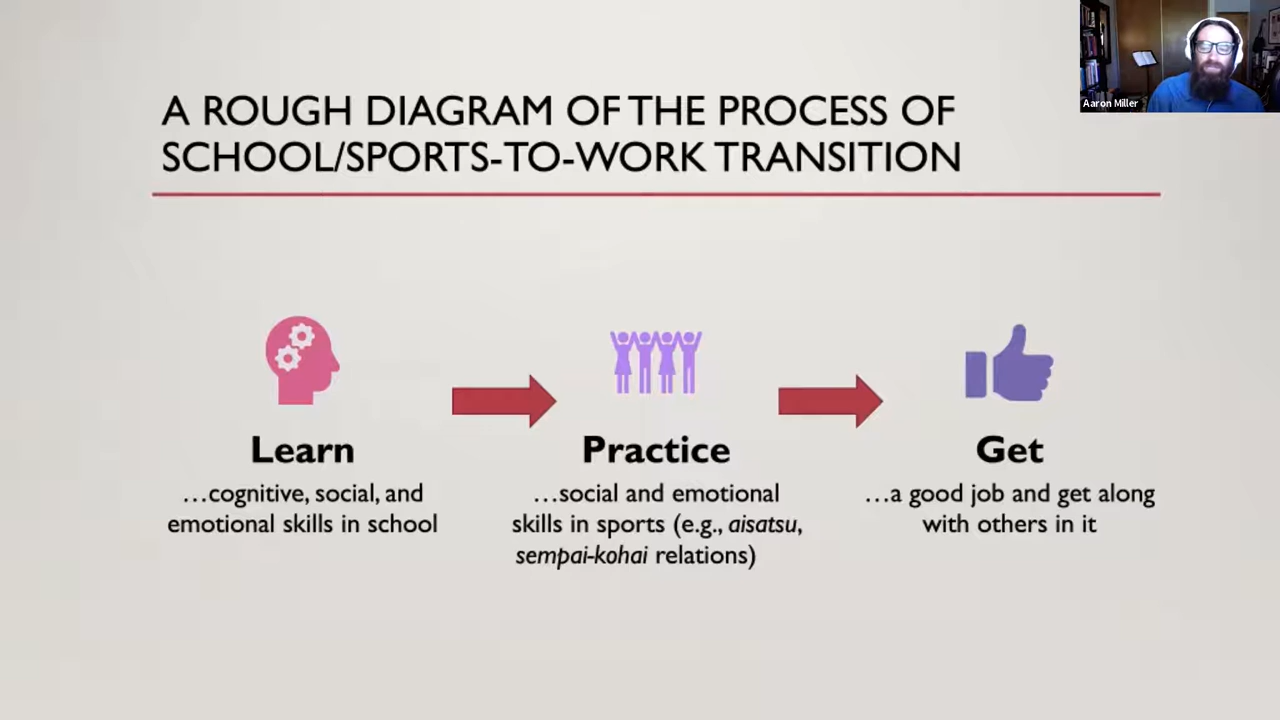 Aaron Miller
A ROUGH DIAGRAM OF THE PROCESS OF
SCHOOL/SPORTS-TO-WORK TRANSITION
Learn
...cognitive, social, and
emotional skills in school
Practice
...social and emotional
skills in sports (e.g., aisatsu,
sempai-kohai relations)
Get
...a good job and get along
with others in it